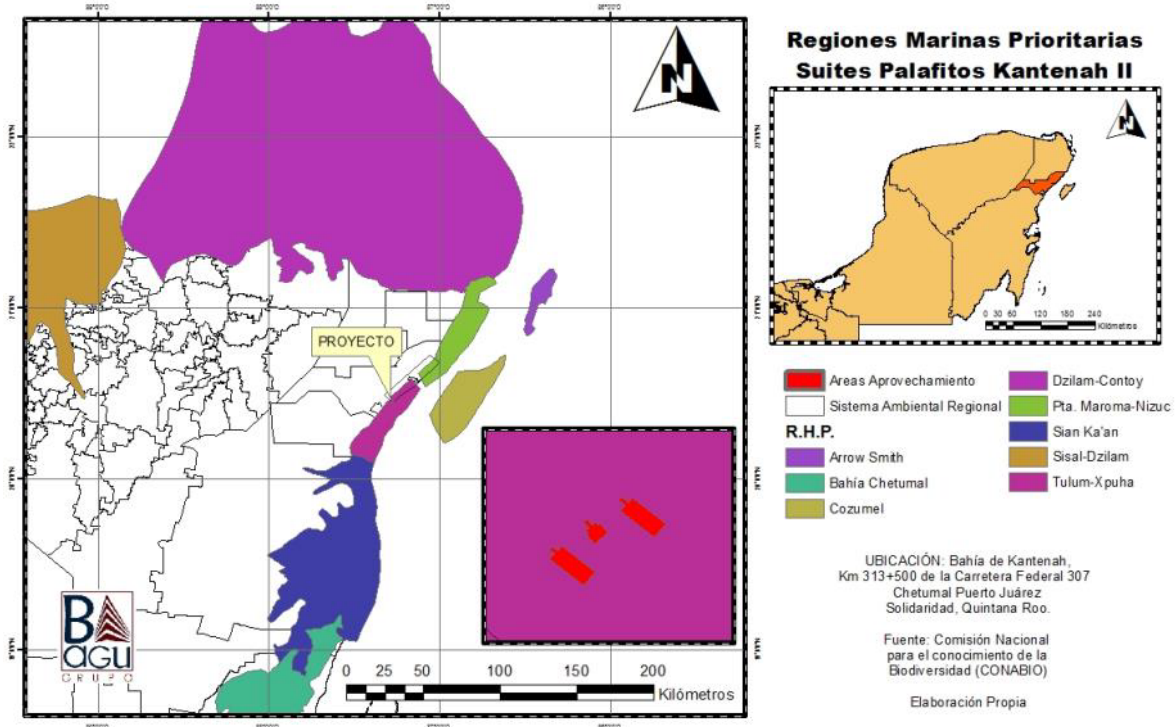 Regiones Marinas Prioritarias
Suites Palafitos Kantenah II
N
N
PROYECTO
0 25 50 100 150 200
Kilómetros
BAGU
GRUPO
0 30 60 120 180 240
Kilómetros
Areas Aprovechamiento
Sistema Ambiental Regional
R.H.P.
Arrow Smith
Bahía Chetumal
Cozumel
Dzilam-Contoy
Pta. Maroma-Nizuc
Sian Ka'an
Sisal-Dzilam
Tulum-Xpuha
UBICACIÓN: Bahía de Kantenah,
Km 313+500 de la Carretera Federal 307
Chetumal Puerto Juárez
Solidaridad, Quintana Roo.
Fuente: Comisión Nacional
para el conocimiento de la
Biodiversidad (CONABIO)
Elaboración Propia